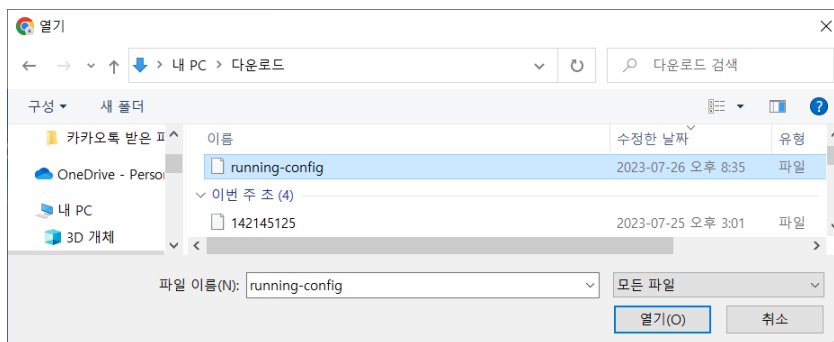 열기
내 PC > 다운로드
다운로드 검색
구성 새 폴더
이름 수정한 날짜 유형
카카오톡 받은
running-config 2023-07-26 오후 8:35 파일
OneDrive - Person
이번 주 초 (4)
내 PC
142145125 2023-07-25 오후 3:01 파일
3D 개체
파일 이름(N): running-config 모든 파일
열기(O) 취소